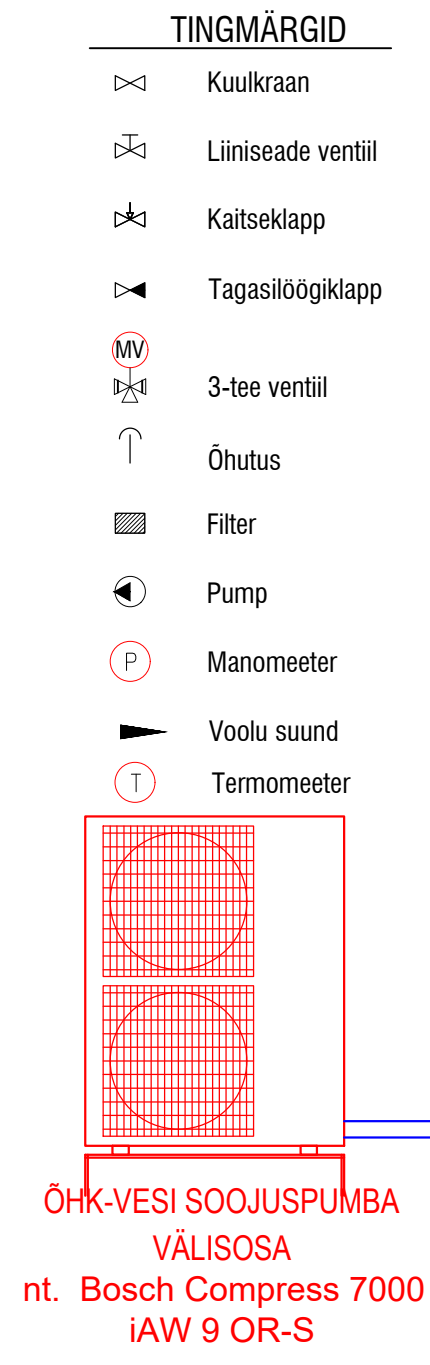 TINGMÄRGID
Kuulkraan
Liiniseade ventiil
Kaitseklapp
Tagasilöögiklapp
MV
3-tee ventiil
Õhutus
Filter
Pump
P Manomeeter
Voolu suund
T Termomeeter
ÕHK-VESI SOOJUSPUMBA
VÄLISOSA
nt. Bosch Compress 7000
iAW 9 OR-S